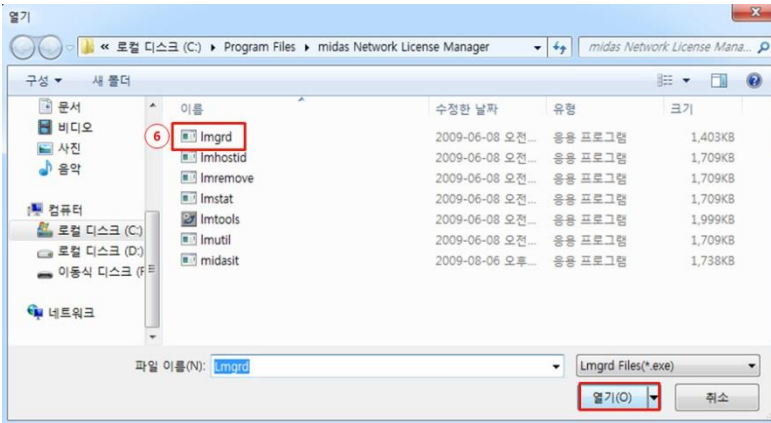 열기
« 로컬 디스크 (C:) ▸ Program Files ▸ midas Network License Manager
midas Network License Mana...
구성 ▼ 새 폴더
이름 수정한 날짜 유형 크기
문서
비디오
사진
음악
컴퓨터
로컬 디스크 (C:)
로컬 디스크 (D:)
이동식 디스크 (F
네트워크
6
lmgrd 2009-06-08 오전... 응용 프로그램 1,403KB
lmhostid 2009-06-08 오전... 응용 프로그램 1,709KB
lmremove 2009-06-08 오전... 응용 프로그램 1,709KB
lmstat 2009-06-08 오전... 응용 프로그램 1,709KB
lmtools 2009-06-08 오전... 응용 프로그램 1,999KB
lmutil 2009-06-08 오전... 응용 프로그램 1,709KB
midasit 2009-08-06 오후... 응용 프로그램 1,738KB
파일 이름(N): Lmgrd Lmgrd Files(*.exe)
열기(O) 취소